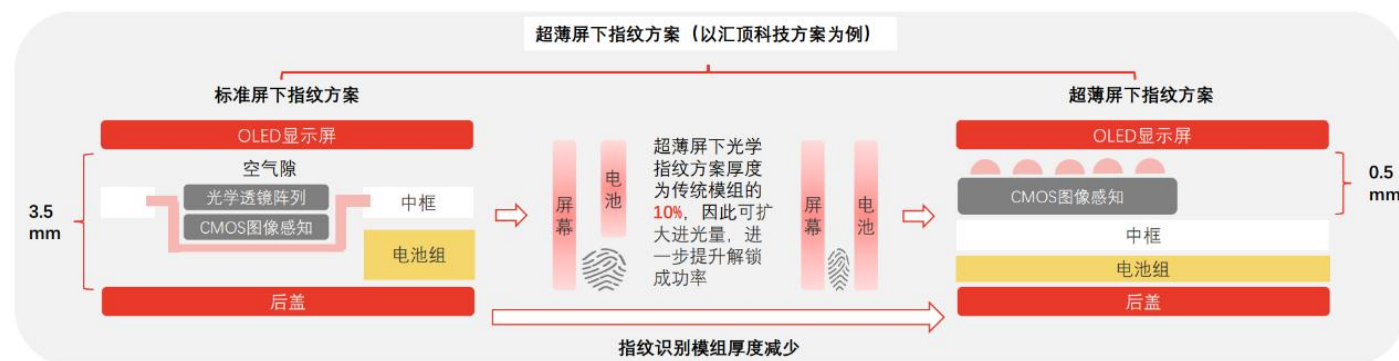 超薄屏下指纹方案（以汇顶科技方案为例）
标准屏下指纹方案
OLED显示屏
空气隙
光学透镜阵列
CMOS图像感知
中框
电池组
后盖
3.5
mm
屏幕
电池
超薄屏下光学
指纹方案厚度
为传统模组的
10%，因此可扩
大进光量，进
一步提升解锁
成功率
屏幕
电池
超薄屏下指纹方案
OLED显示屏
CMOS图像感知
中框
电池组
后盖
0.5
mm
指纹识别模组厚度减少